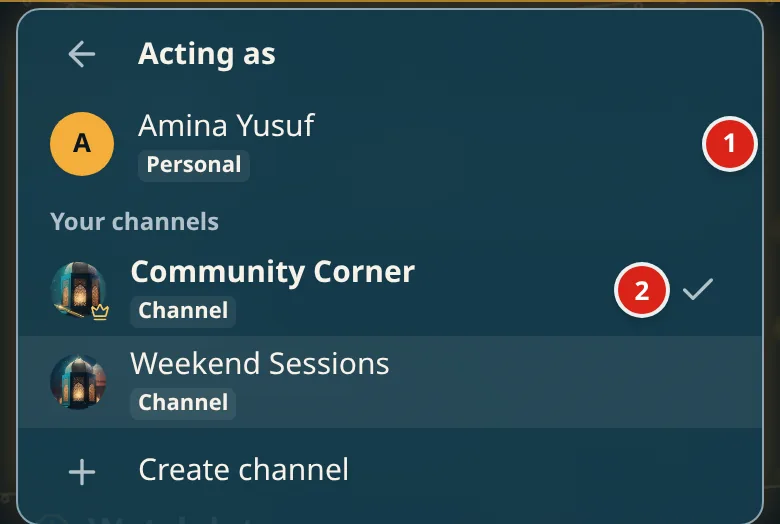 Acting as
A
Amina Yusuf
1
Personal
Your channels
Community Corner
2
Channel
Weekend Sessions
Channel
Create channel